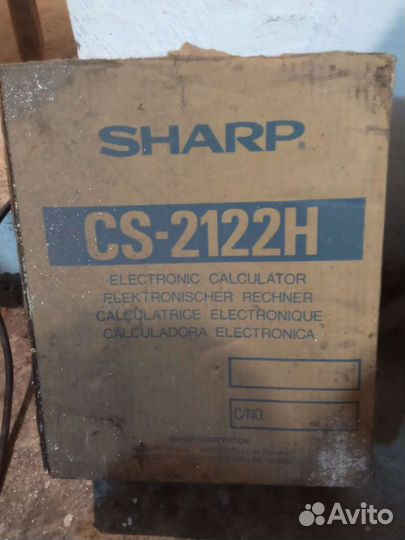 SHARP®
CS-2122H
ELECTRONIC CALCULATOR
ELEKTRONISCHER RECHNER
CALCULATRICE ELECTRONIQUE
CALCULADORA ELECTRONICA
C/NO.
SHARP CORPORATION
Avito